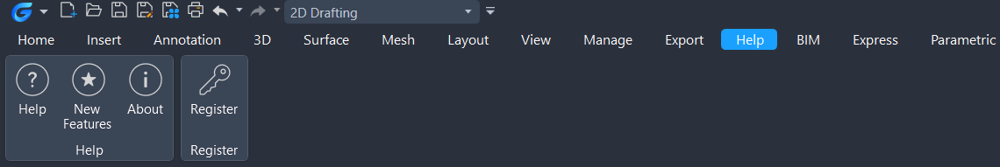 2D Drafting
Home Insert Annotation 3D Surface Mesh Layout View Manage Export Help BIM Express Parametric
Help New Features About Register
Help Register